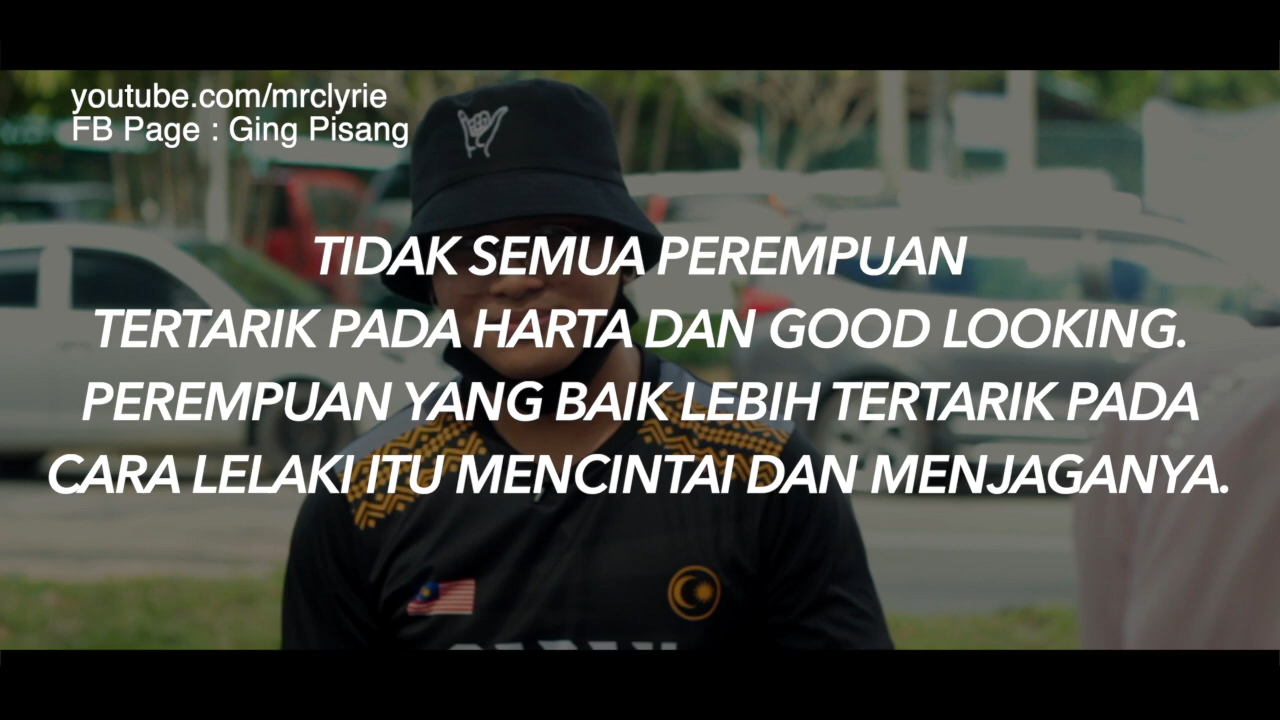 youtube.com/mrclyrie
FB Page : Ging Pisang
TIDAK SEMUA PEREMPUAN
TERTARIK PADA HARTA DAN GOOD LOOKING.
PEREMPUAN YANG BAIK LEBIH TERTARIK PADA
CARA LELAKI ITU MENCINTAI DAN MENJAGANYA.